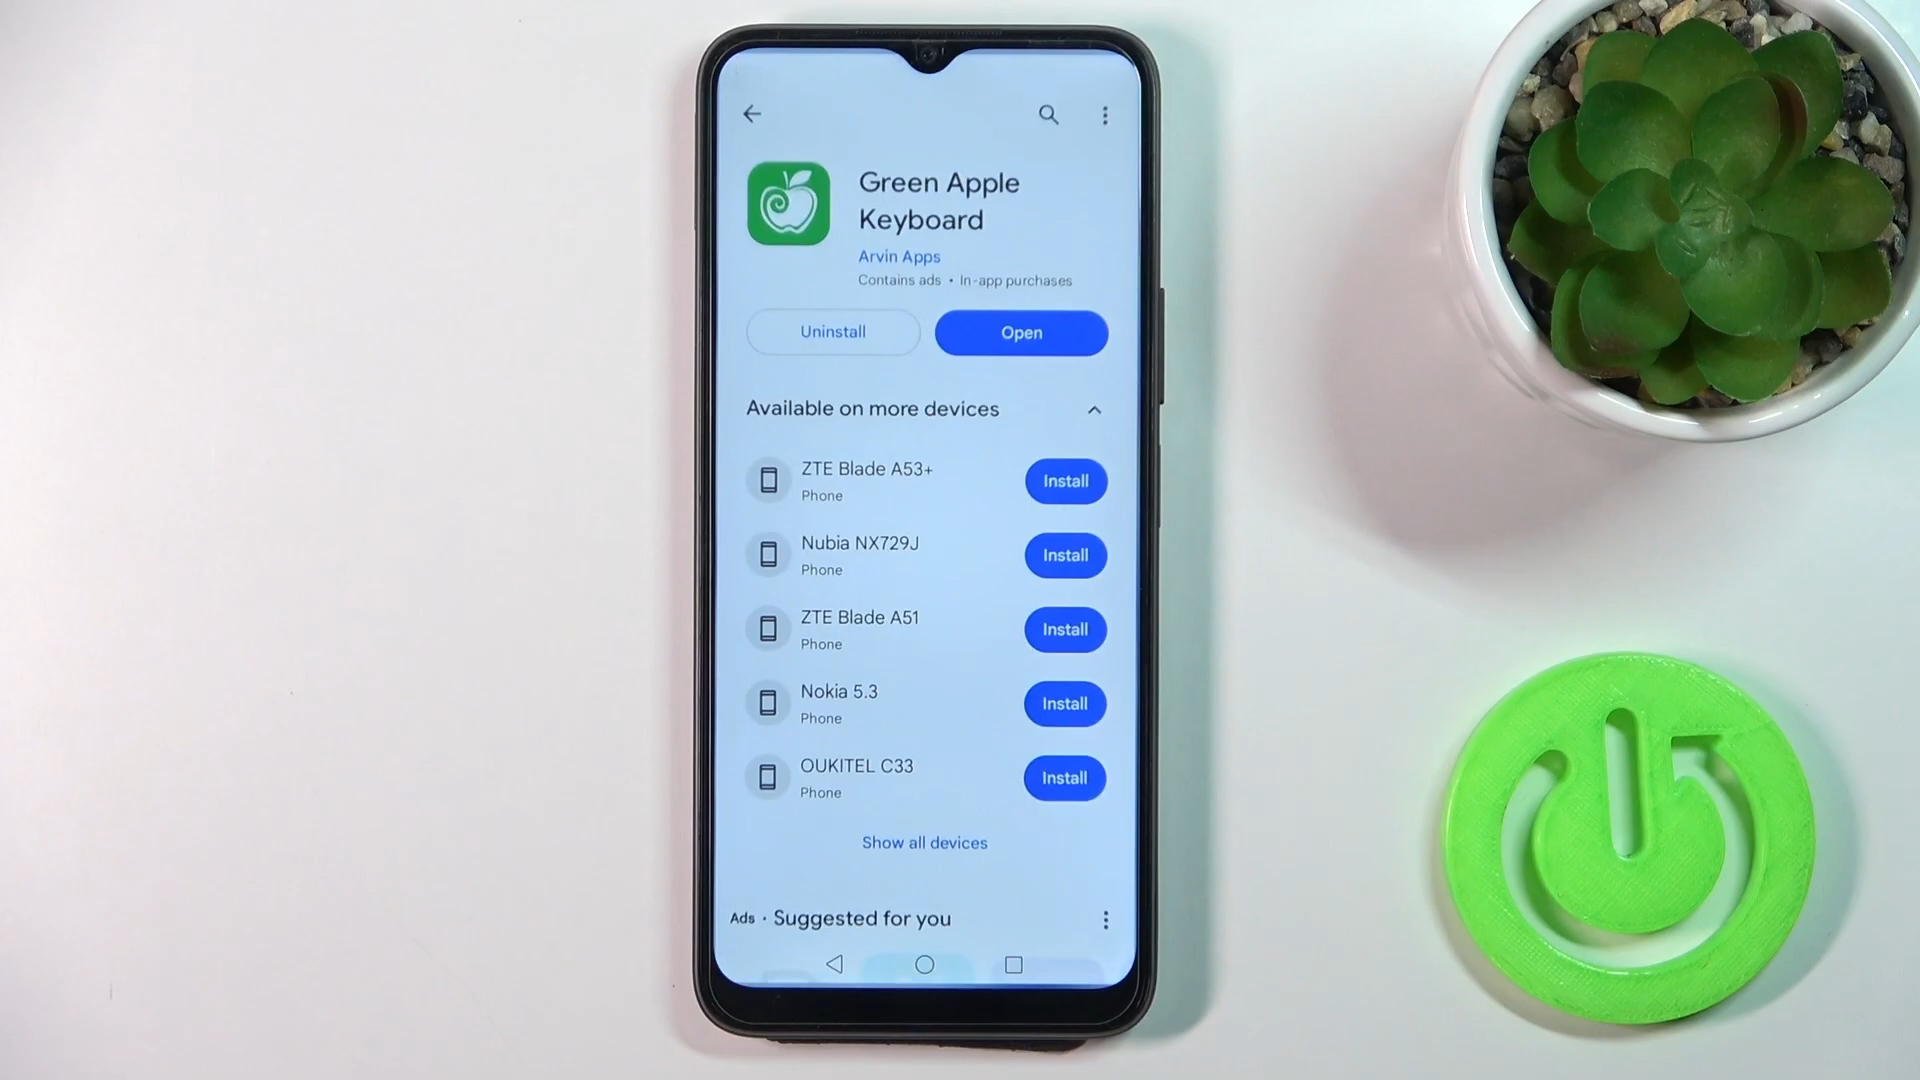 Green Apple
Keyboard
Arvin Apps
Contains ads • In-app purchases
Uninstall
Open
Available on more devices
ZTE Blade A53+
Phone
Install
Nubia NX729J
Phone
Install
ZTE Blade A51
Phone
Install
Nokia 5.3
Phone
Install
OUKITEL C33
Phone
Install
Show all devices
Ads · Suggested for you